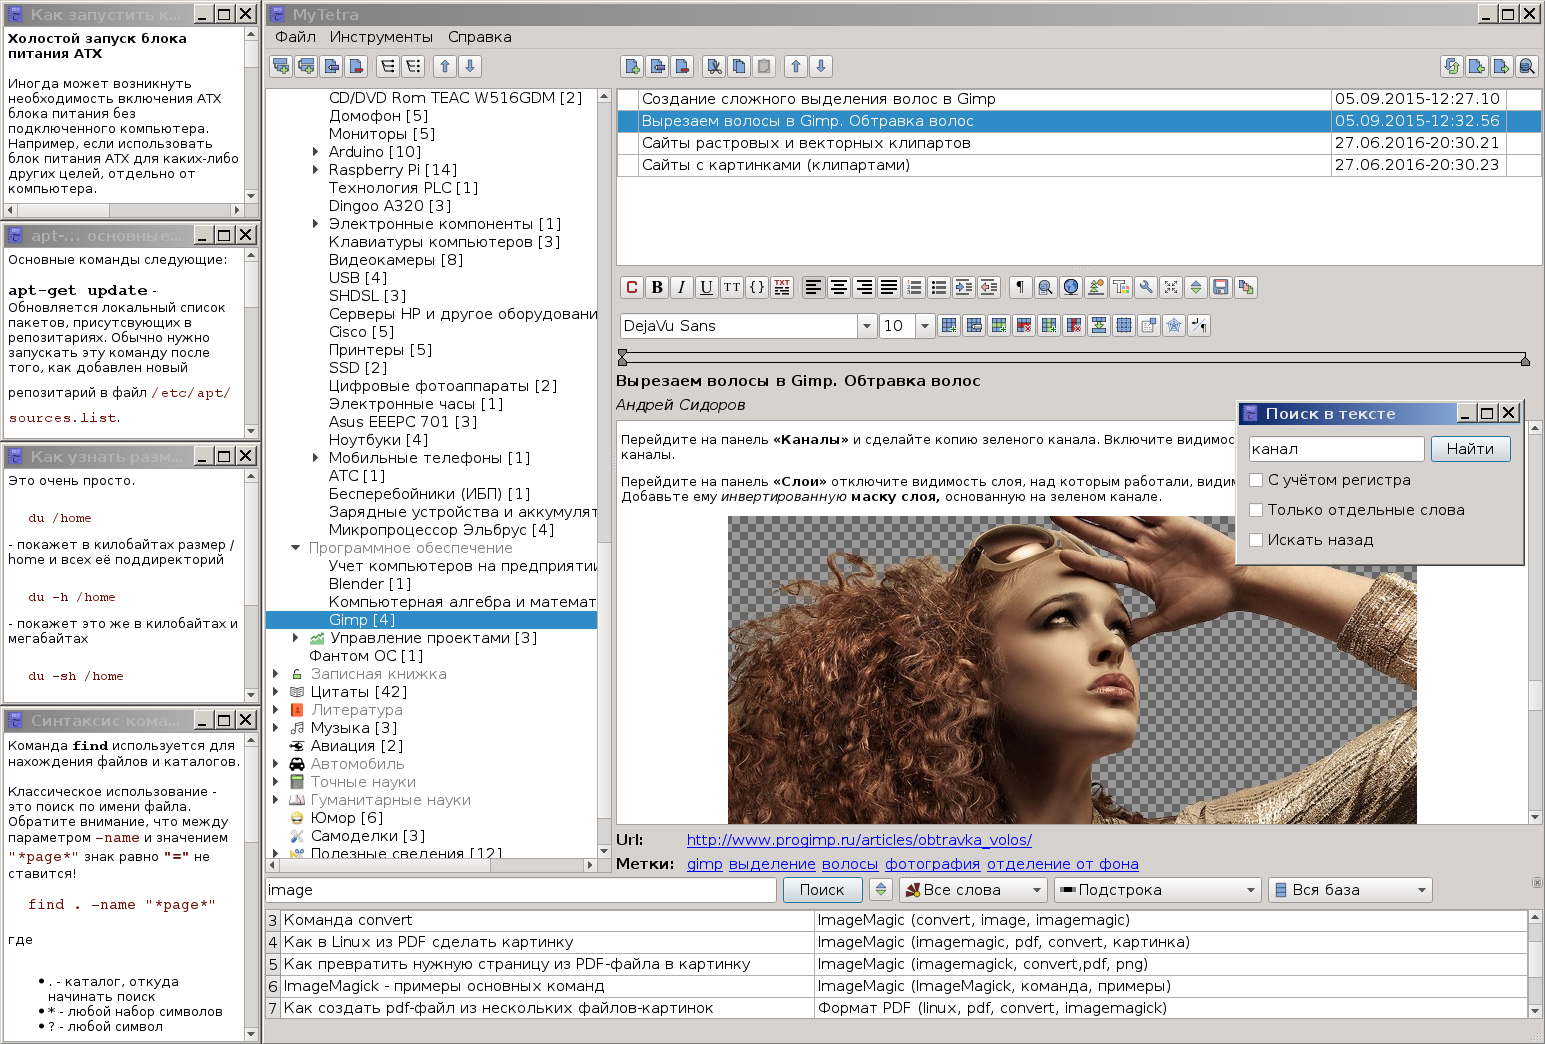 Как запустить к...
Холостой запуск блока
питания ATX
Иногда может возникнуть
необходимость включения ATX
блока питания без
подключенного компьютера.
Например, если использовать
блок питания ATX для каких-либо
других целей, отдельно от
компьютера.
apt-... основные...
Основные команды следующие:
apt-get update -
Обновляется локальный список
пакетов, присутсвующих в
репозитариях. Обычно нужно
запускать эту команду после
того, как добавлен новый
репозитарий в файл /etc/apt/
sources.list.
Как узнать разм...
Это очень просто.
du /home
- покажет в килобайтах размер /
home и всех её поддиректорий
du -h /home
- покажет это же в килобайтах и
мегабайтах
du -sh /home
Синтаксис кома...
Команда find используется для
нахождения файлов и каталогов.
Классическое использование -
это поиск по имени файла.
Обратите внимание, что между
параметром -name и значением
"*page*" знак равно "=" не
ставится!
find . -name "*page*"
где
. - каталог, откуда
начинать поиск
* - любой набор символов
? - любой символ
MyTetra
Файл Инструменты Справка
CD/DVD Rom TEAC W516GDM [2]
Домофон [5]
Мониторы [5]
Arduino [10]
Raspberry Pi [14]
Технология PLC [1]
Dingoo A320 [3]
Электронные компоненты [1]
Клавиатуры компьютеров [3]
Видеокамеры [8]
USB [4]
SHDSL [3]
Серверы HP и другое оборудовани
Cisco [5]
Принтеры [5]
SSD [2]
Цифровые фотоаппараты [2]
Электронные часы [1]
Asus EEEPC 701 [3]
Ноутбуки [4]
Мобильные телефоны [1]
АТС [1]
Бесперебойники (ИБП) [1]
Зарядные устройства и аккумулят
Микропроцессор Эльбрус [4]
Программное обеспечение
Учет компьютеров на предприяти
Blender [1]
Компьютерная алгебра и математ
Gimp [4]
Управление проектами [3]
Фантом ОС [1]
Записная книжка
Цитаты [42]
Литература
Музыка [3]
Авиация [2]
Автомобиль
Точные науки
Гуманитарные науки
Юмор [6]
Самоделки [3]
Полезные сведения [12]
Создание сложного выделения волос в Gimp 05.09.2015-12:27.10
Вырезаем волосы в Gimp. Обтравка волос 05.09.2015-12:32.56
Сайты растровых и векторных клипартов 27.06.2016-20:30.21
Сайты с картинками (клипартами) 27.06.2016-20:30.23
C B I U TT {} TXT ¶
DejaVu Sans 10
Вырезаем волосы в Gimp. Обтравка волос
Андрей Сидоров
Перейдите на панель «Каналы» и сделайте копию зеленого канала. Включите видимос
каналы.
Перейдите на панель «Слои» отключите видимость слоя, над которым работали, види
Добавьте ему инвертированную маску слоя, основанную на зеленом канале.
Поиск в тексте
канал Найти
С учётом регистра
Только отдельные слова
Искать назад
Url: http://www.progimp.ru/articles/obtravka_volos/
Метки: gimp выделение волосы фотография отделение от фона
image Поиск Все слова Подстрока Вся база
3 Команда convert ImageMagic (convert, image, imagemagic)
4 Как в Linux из PDF сделать картинку ImageMagic (imagemagic, pdf, convert, картинка)
5 Как превратить нужную страницу из PDF-файла в картинку ImageMagic (imagemagick, convert,pdf, png)
6 ImageMagick - примеры основных команд ImageMagic (ImageMagick, команда, примеры)
7 Как создать pdf-файл из нескольких файлов-картинок Формат PDF (linux, pdf, convert, imagemagick)